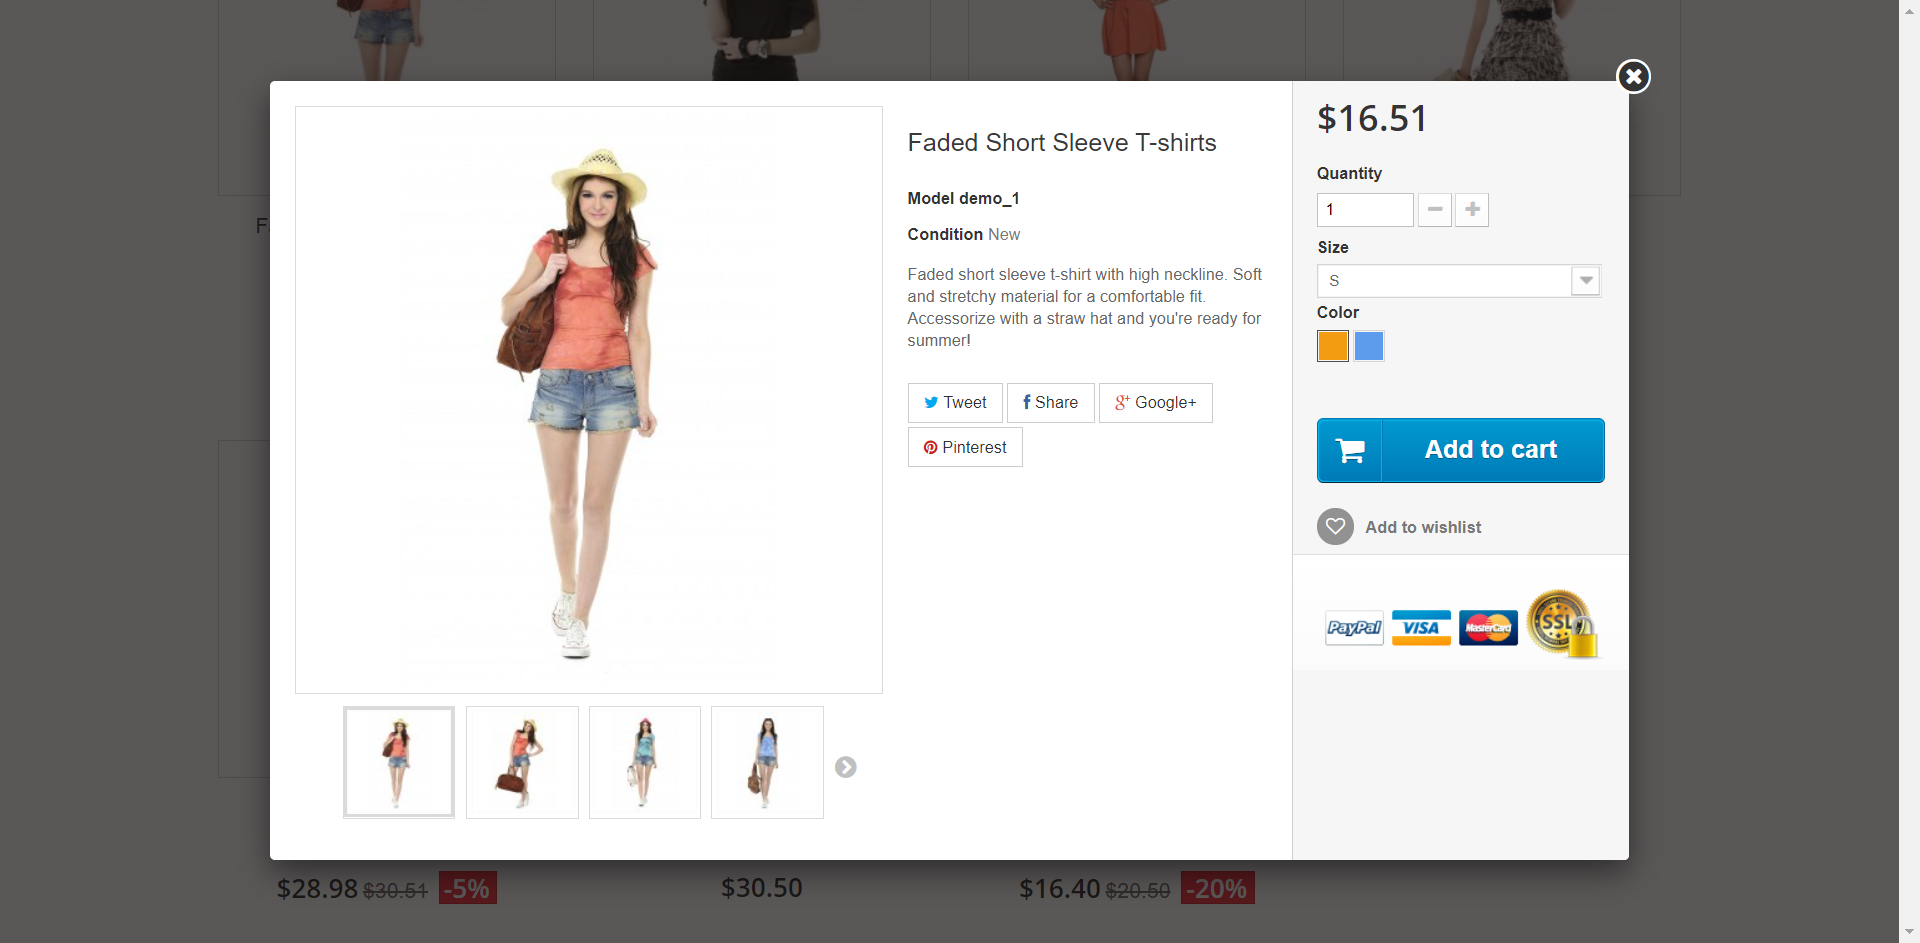 Faded Short Sleeve T-shirts
Model demo_1
Condition New
Faded short sleeve t-shirt with high neckline. Soft
and stretchy material for a comfortable fit.
Accessorize with a straw hat and you're ready for
summer!
Tweet
Share
Google+
Pinterest
$16.51
Quantity
1
Size
S
Color
Add to cart
Add to wishlist
PayPal
VISA
MasterCard
SSL
F
$28.98 $30.51 -5%
$30.50
$16.40 $20.50 -20%